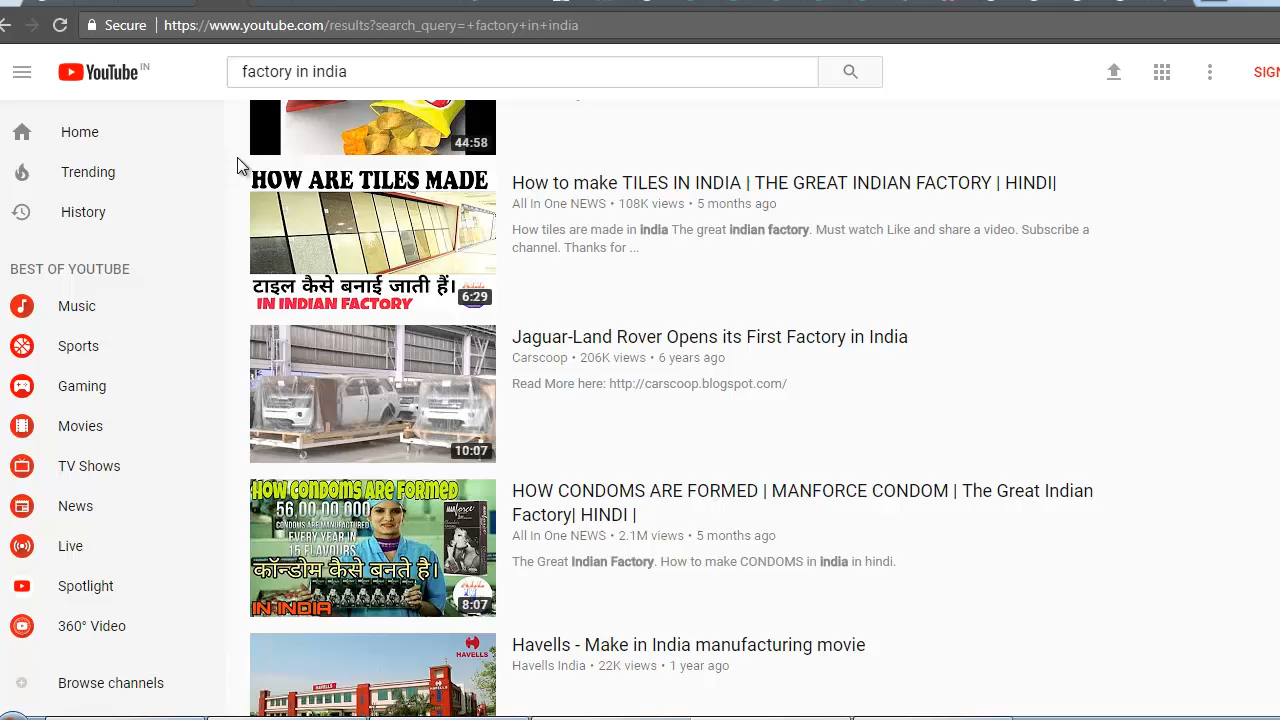 Secure
https://www.youtube.com/results?search_query=+factory+in+india
YouTube IN
factory in india
SIGN
Home
Trending
History
BEST OF YOUTUBE
Music
Sports
Gaming
Movies
TV Shows
News
Live
Spotlight
360° Video
Browse channels
44:58
HOW ARE TILES MADE
टाइल कैसे बनाई जाती हैं।
IN INDIAN FACTORY
6:29
How to make TILES IN INDIA | THE GREAT INDIAN FACTORY | HINDI|
All In One NEWS • 108K views • 5 months ago
How tiles are made in india The great indian factory. Must watch Like and share a video. Subscribe a
channel. Thanks for ...
10:07
Jaguar-Land Rover Opens its First Factory in India
Carscoop • 206K views • 6 years ago
Read More here: http://carscoop.blogspot.com/
HOW CONDOMS ARE FORMED
56,00,00,000
CONDOMS ARE MANUFACTURED
EVERY YEAR IN
15 FLAVOURS
कॉन्डोम कैसे बनते है।
IN INDIA
8:07
HOW CONDOMS ARE FORMED | MANFORCE CONDOM | The Great Indian
Factory| HINDI |
All In One NEWS • 2.1M views • 5 months ago
The Great Indian Factory. How to make CONDOMS in india in hindi.
HAVELLS
HAVELLS
Havells - Make in India manufacturing movie
Havells India • 22K views • 1 year ago